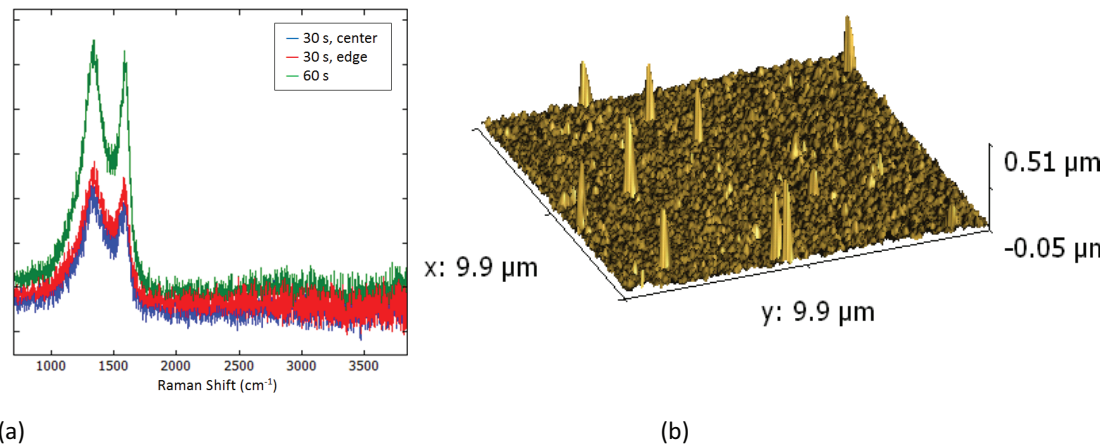 30 s, center
30 s, edge
60 s
1000 1500 2000 2500 3000 3500
Raman Shift (cm-1)
(a)
0.51 µm
-0.05 µm
x: 9.9 µm
y: 9.9 µm
(b)